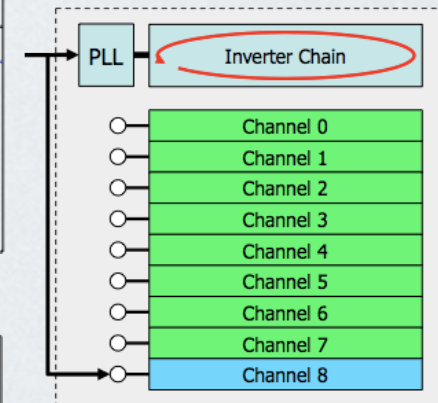 PLL
Inverter Chain
Channel 0
Channel 1
Channel 2
Channel 3
Channel 4
Channel 5
Channel 6
Channel 7
Channel 8